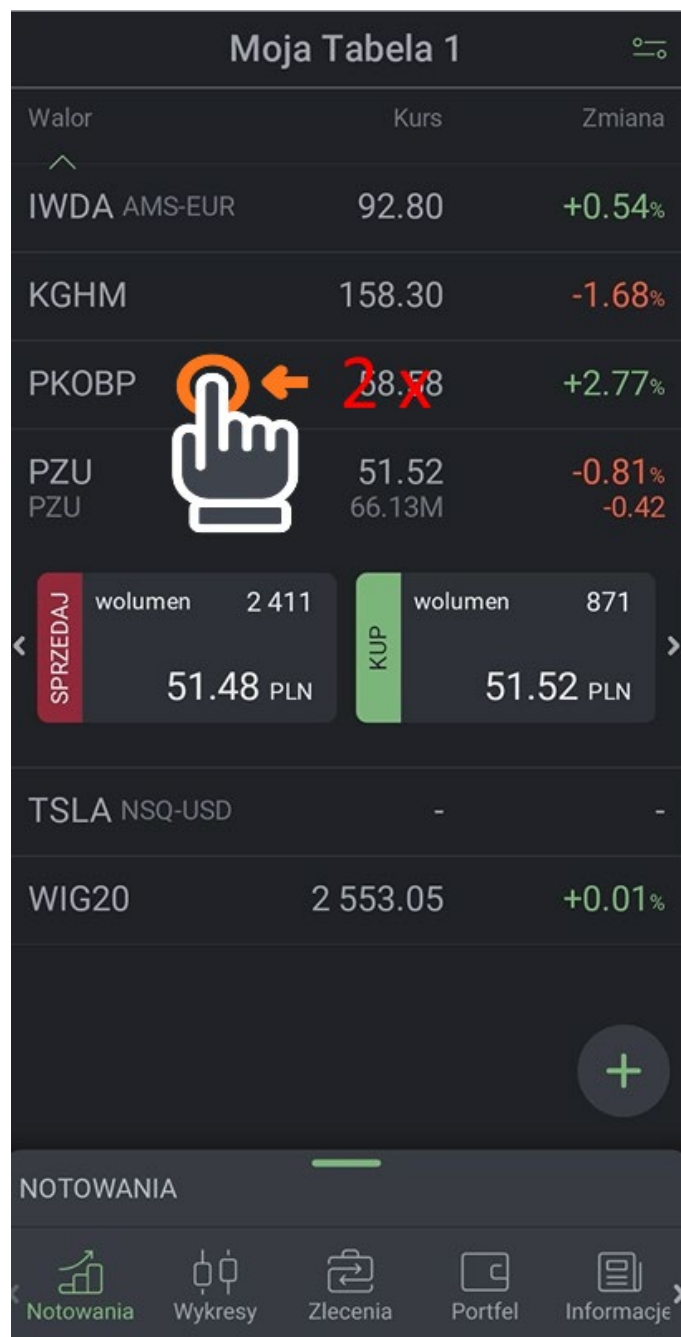 Moja Tabela 1
Walor Kurs Zmiana
IWDA AMS-EUR 92.80 +0.54%
KGHM 158.30 -1.68%
PKOBP 58.58 +2.77%
2 x
PZU 51.52 -0.81%
PZU 66.13M -0.42
SPRZEDAJ wolumen 2 411 KUP wolumen 871
51.48 PLN 51.52 PLN
TSLA NSQ-USD - -
WIG20 2 553.05 +0.01%
+
NOTOWANIA
Notowania Wykresy Zlecenia Portfel Informacje